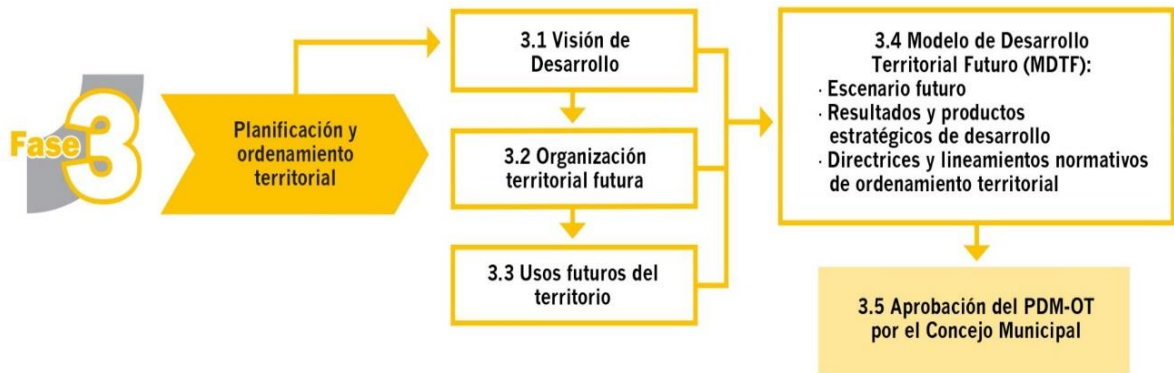 Fase 3
Planificación y
ordenamiento
territorial
3.1 Visión de
Desarrollo
3.2 Organización
territorial futura
3.3 Usos futuros del
territorio
3.4 Modelo de Desarrollo
Territorial Futuro (MDTF):
· Escenario futuro
· Resultados y productos
estratégicos de desarrollo
· Directrices y lineamientos normativos
de ordenamiento territorial
3.5 Aprobación del PDM-OT
por el Concejo Municipal